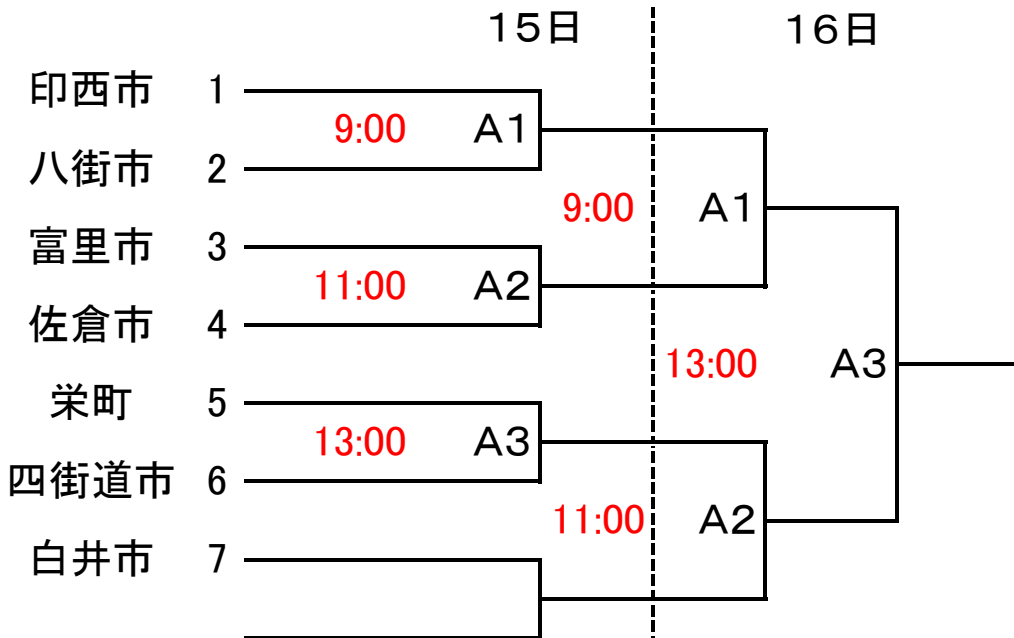 15日 16日
印西市 1
9:00 A1
八街市 2
9:00 A1
富里市 3
11:00 A2
佐倉市 4
13:00 A3
栄町 5
13:00 A3
四街道市 6
11:00 A2
白井市 7